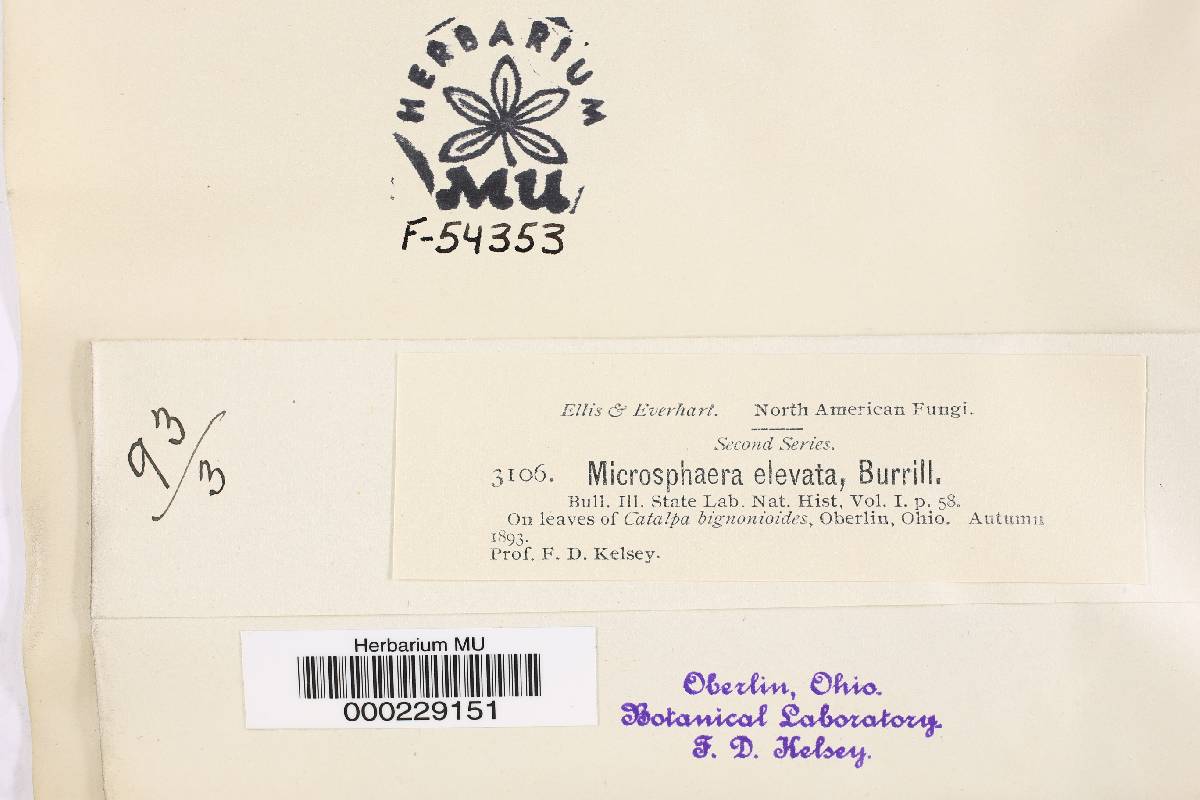 HERBARIUM
MU
F-54353
93/3
Ellis & Everhart. North American Fungi.
Second Series.
3106. Microsphaera elevata, Burrill.
Bull. Ill. State Lab. Nat. Hist, Vol. I. p. 58.
On leaves of Catalpa bignonioides, Oberlin, Ohio. Autumn
1893.
Prof. F. D. Kelsey.
Herbarium MU
000229151
Oberlin, Ohio.
Botanical Laboratory.
F. D. Kelsey.